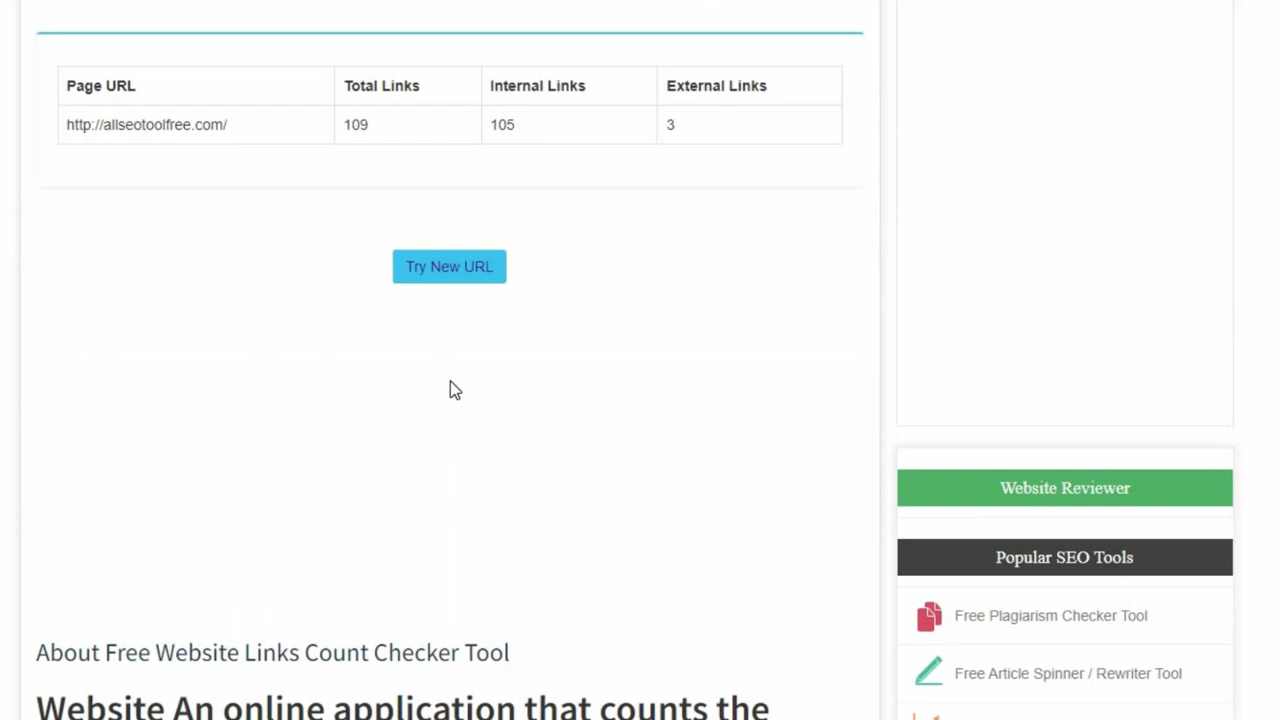 Page URL Total Links Internal Links External Links
http://allseotoolfree.com/ 109 105 3
Try New URL
Website Reviewer
Popular SEO Tools
Free Plagiarism Checker Tool
Free Article Spinner / Rewriter Tool
About Free Website Links Count Checker Tool
Website An online application that counts the